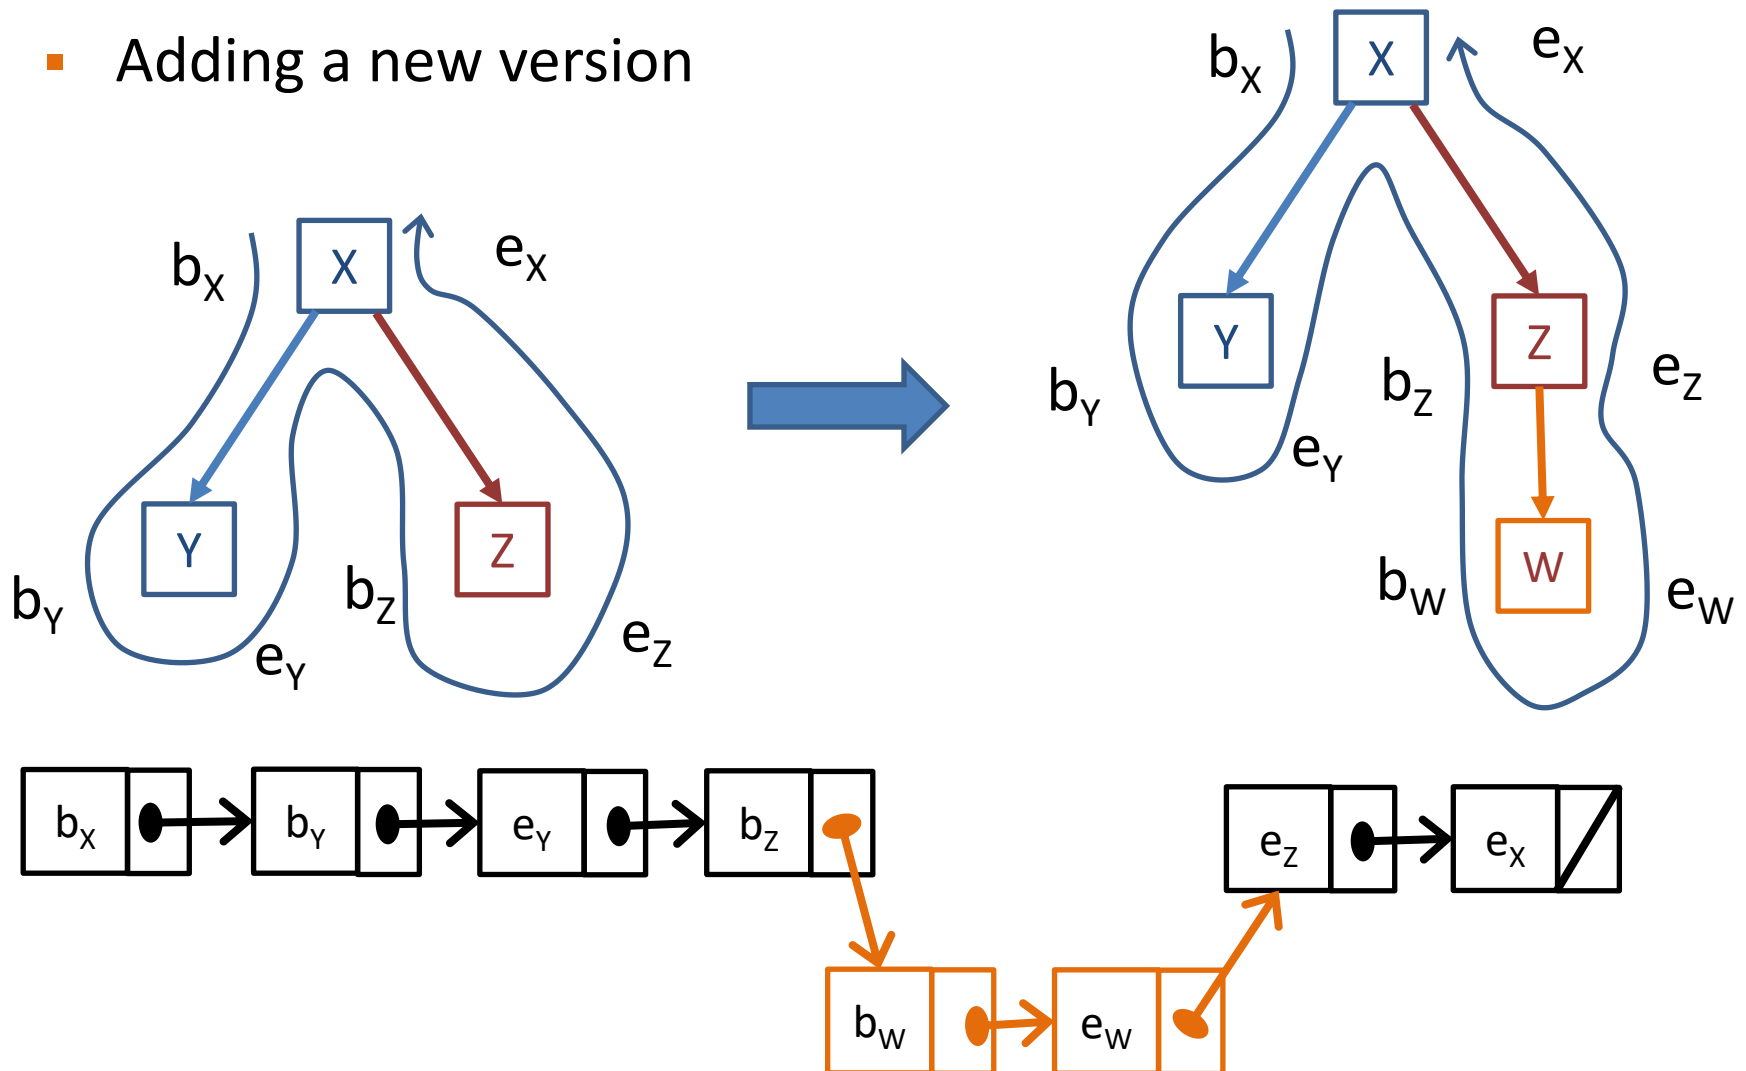 ▪ Adding a new version
bX X eX
bX X eX
Y Z
bY bZ eZ
eY
Y Z
W
bY bZ bW eW
eY eZ
bX bY eY bZ
eZ eX
bW eW